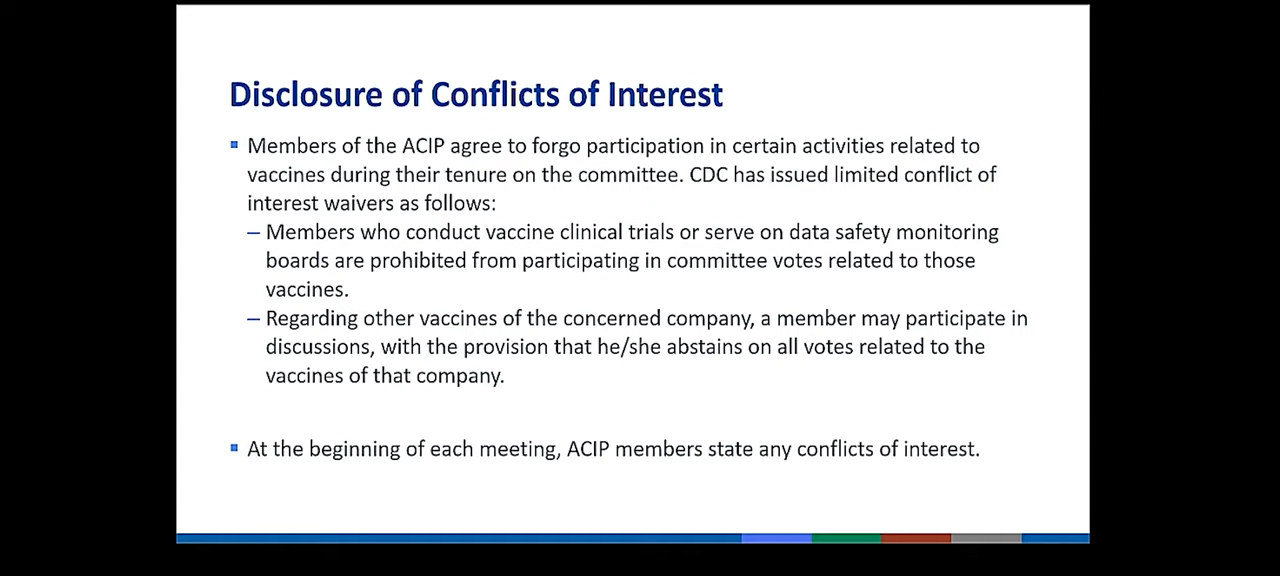 Disclosure of Conflicts of Interest
▪ Members of the ACIP agree to forgo participation in certain activities related to
vaccines during their tenure on the committee. CDC has issued limited conflict of
interest waivers as follows:
– Members who conduct vaccine clinical trials or serve on data safety monitoring
boards are prohibited from participating in committee votes related to those
vaccines.
– Regarding other vaccines of the concerned company, a member may participate in
discussions, with the provision that he/she abstains on all votes related to the
vaccines of that company.
▪ At the beginning of each meeting, ACIP members state any conflicts of interest.